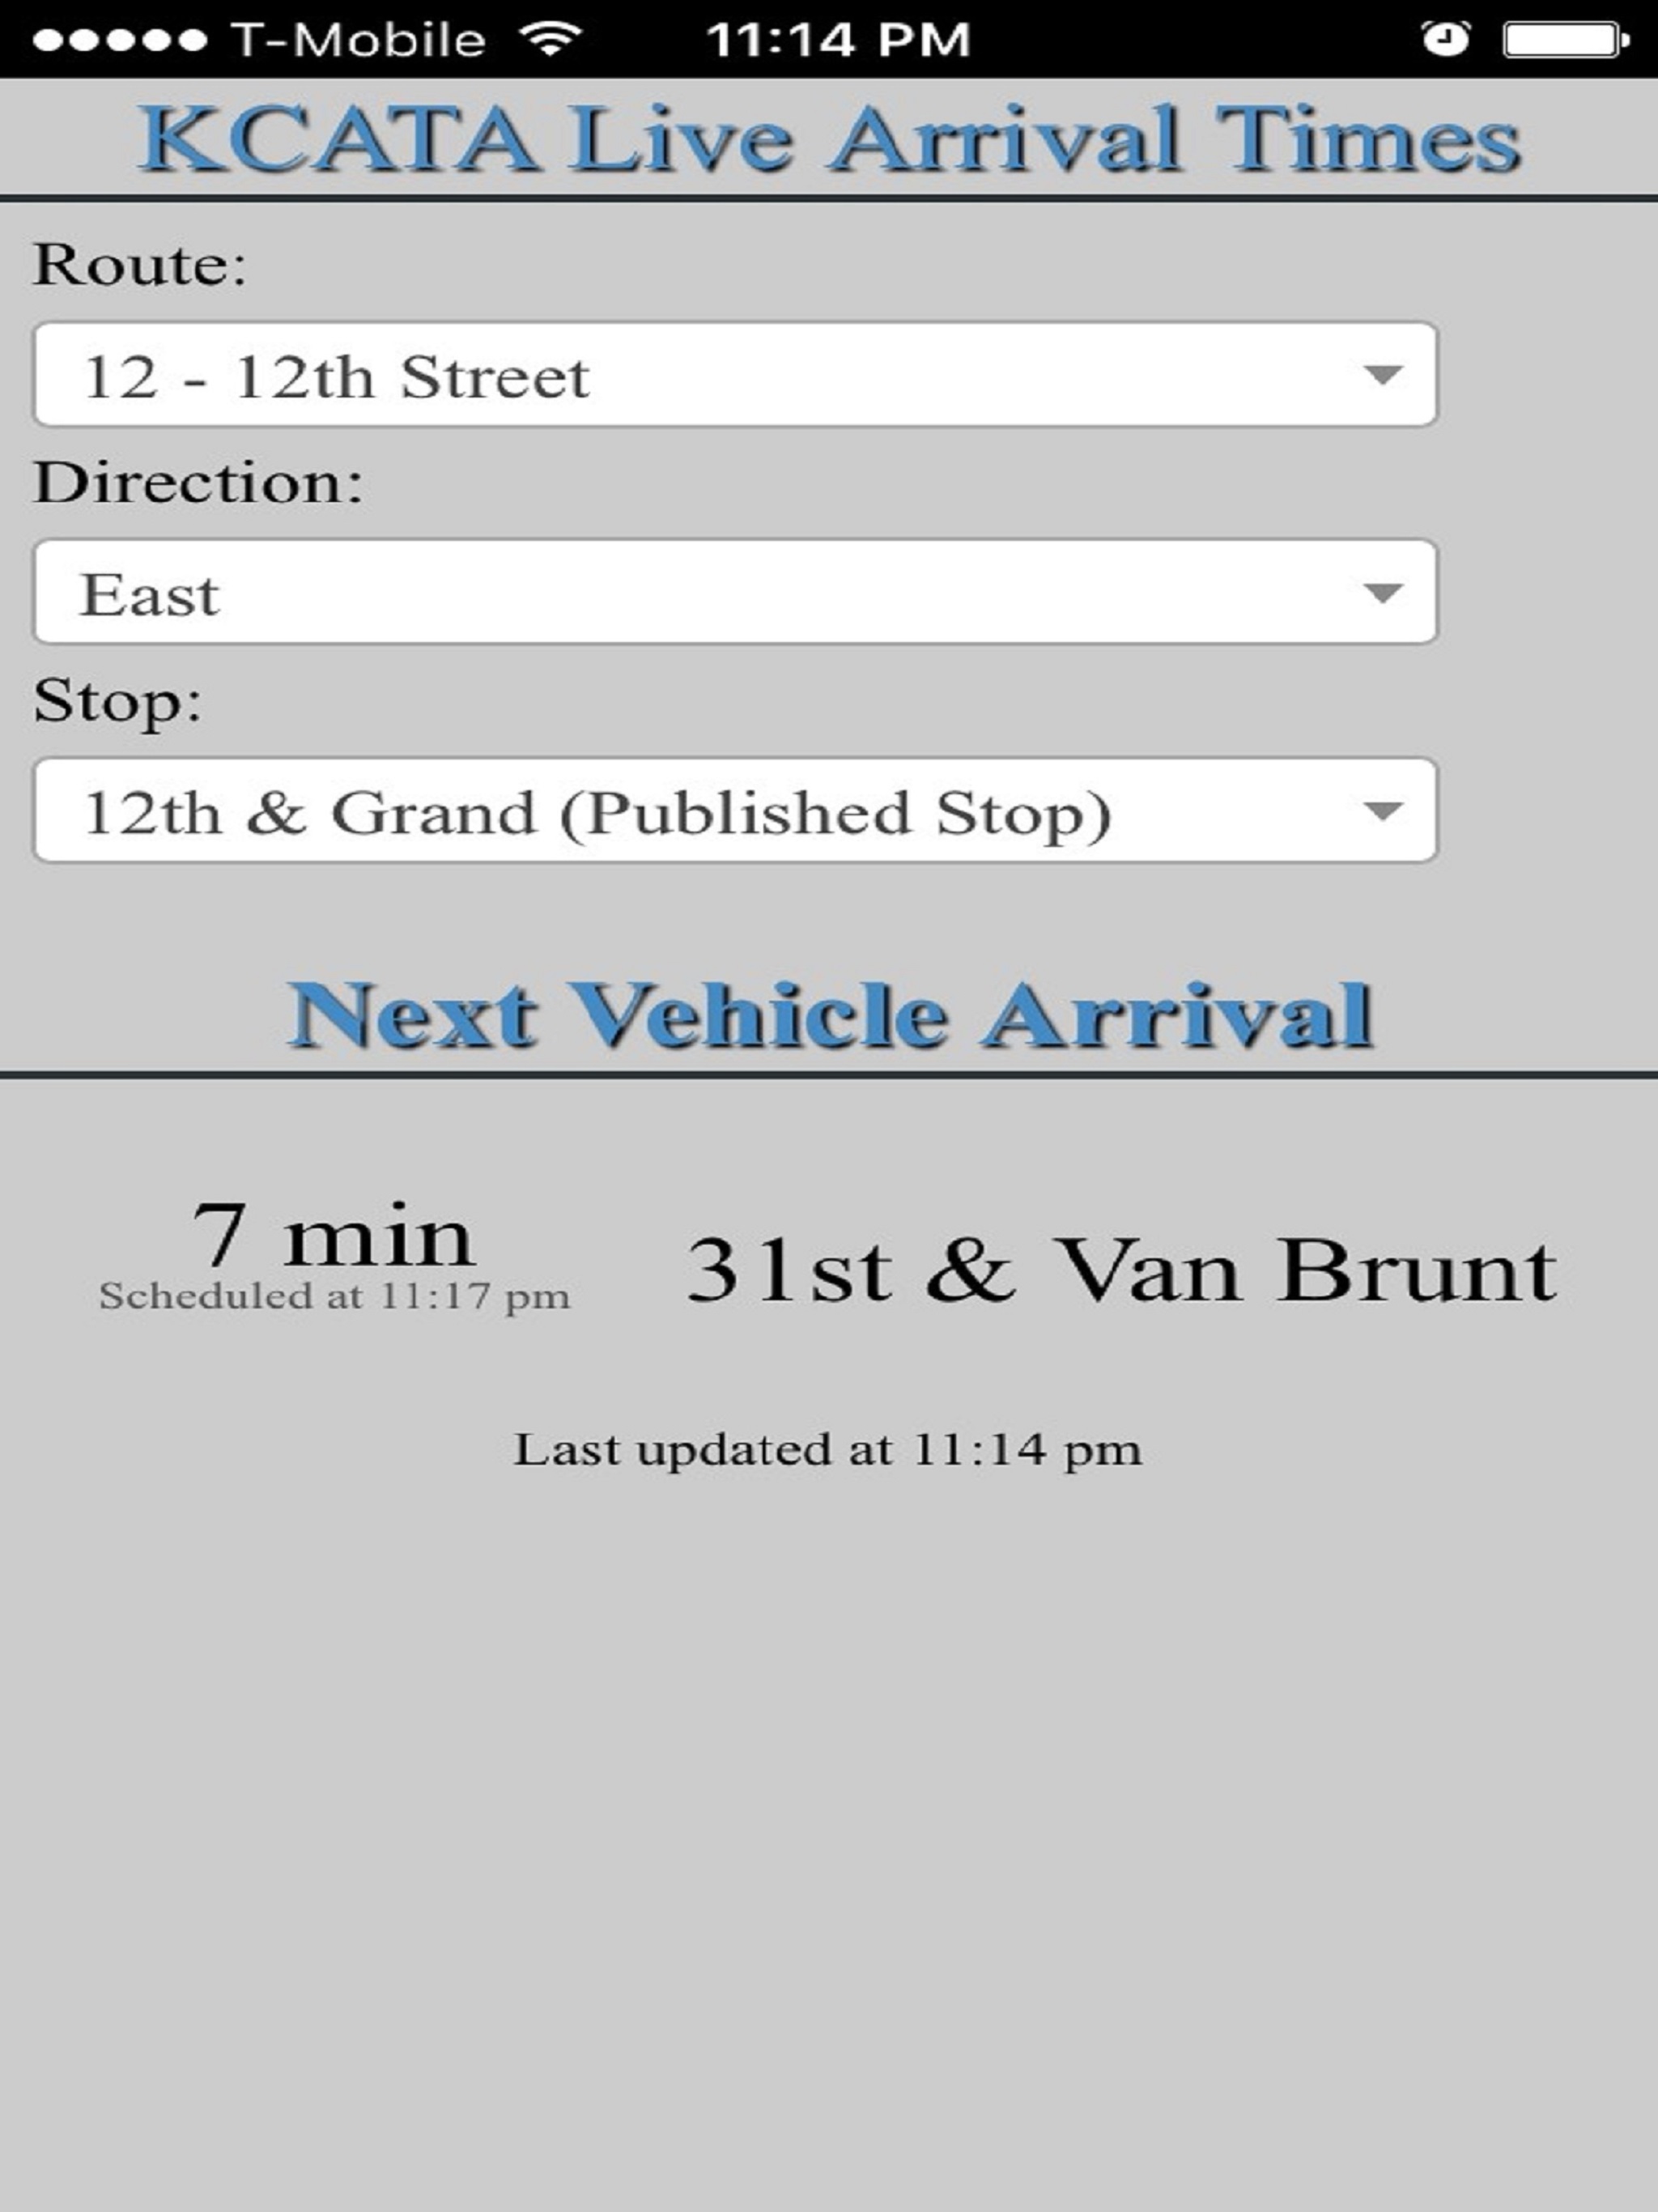 T-Mobile 11:14 PM
KCATA Live Arrival Times
Route:
12 - 12th Street
Direction:
East
Stop:
12th & Grand (Published Stop)
Next Vehicle Arrival
7 min
Scheduled at 11:17 pm
31st & Van Brunt
Last updated at 11:14 pm